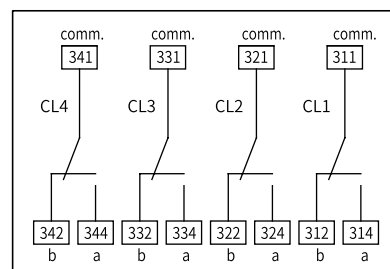 comm. comm. comm. comm.
341 331 321 311
CL4 CL3 CL2 CL1
342 344 332 334 322 324 312 314
b a b a b a b a